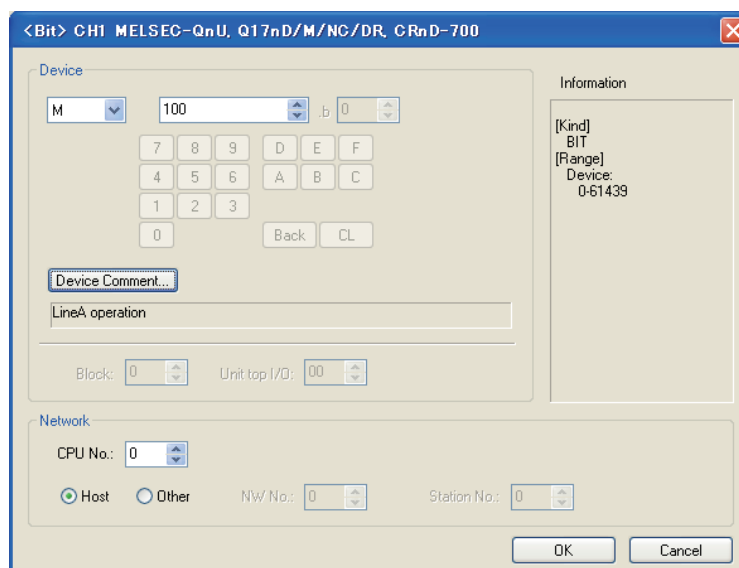 <Bit> CH1 MELSEC-QnU, Q17nD/M/NC/DR, CRnD-700
Device
M 100 .b 0
7 8 9 D E F
4 5 6 A B C
1 2 3
0 Back CL
Device Comment...
LineA operation
Block: 0 Unit top I/O: 00
Information
[Kind]
BIT
[Range]
Device:
0-61439
Network
CPU No.: 0
Host Other NW No.: 0 Station No.: 0
OK Cancel